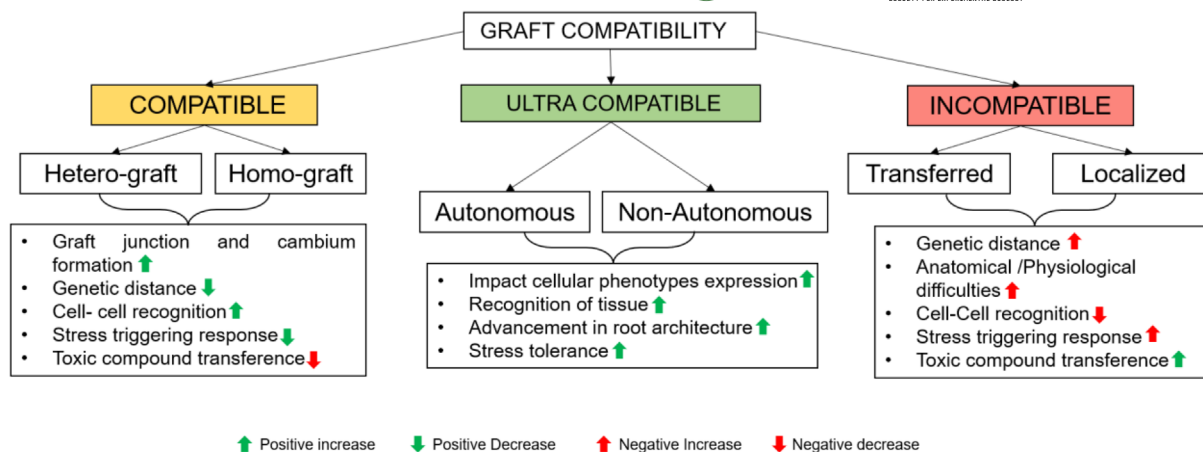 GRAFT COMPATIBILITY
COMPATIBLE
ULTRA COMPATIBLE
INCOMPATIBLE
Hetero-graft
Homo-graft
Autonomous
Non-Autonomous
Transferred
Localized
• Graft junction and cambium
formation
• Genetic distance
• Cell- cell recognition
• Stress triggering response
• Toxic compound transference
• Impact cellular phenotypes expression
• Recognition of tissue
• Advancement in root architecture
• Stress tolerance
• Genetic distance
• Anatomical /Physiological
difficulties
• Cell-Cell recognition
• Stress triggering response
• Toxic compound transference
Positive increase
Positive Decrease
Negative Increase
Negative decrease